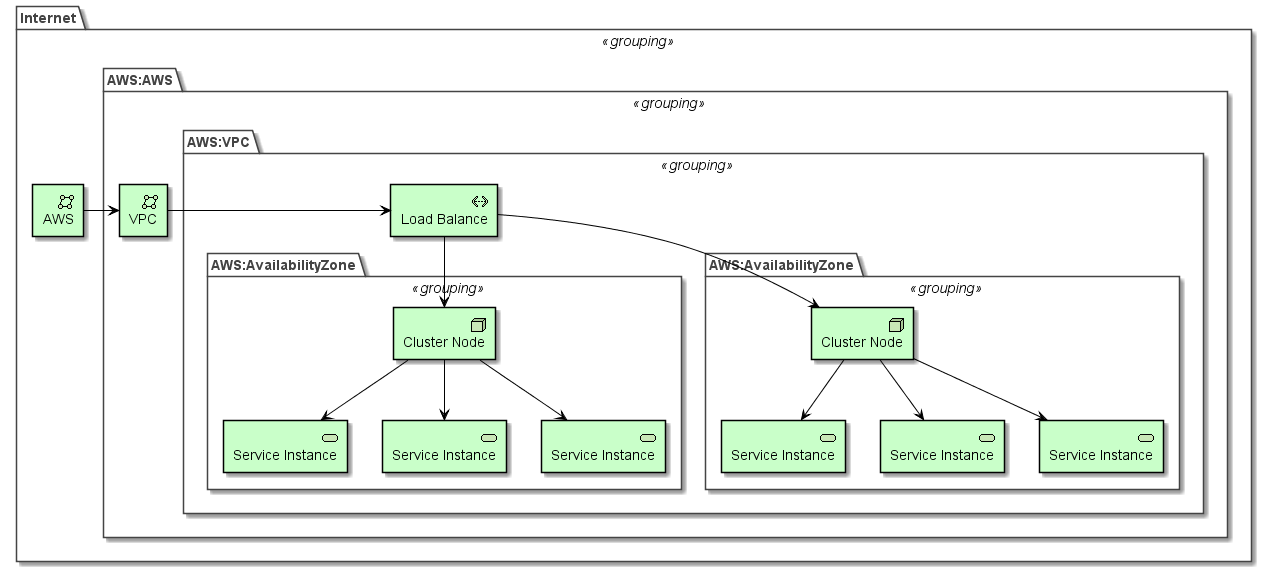 Internet
«grouping»
AWS:AWS
«grouping»
AWS:VPC
«grouping»
AWS
VPC
Load Balance
AWS:AvailabilityZone
«grouping»
AWS:AvailabilityZone
«grouping»
Cluster Node
Cluster Node
Service Instance
Service Instance
Service Instance
Service Instance
Service Instance
Service Instance